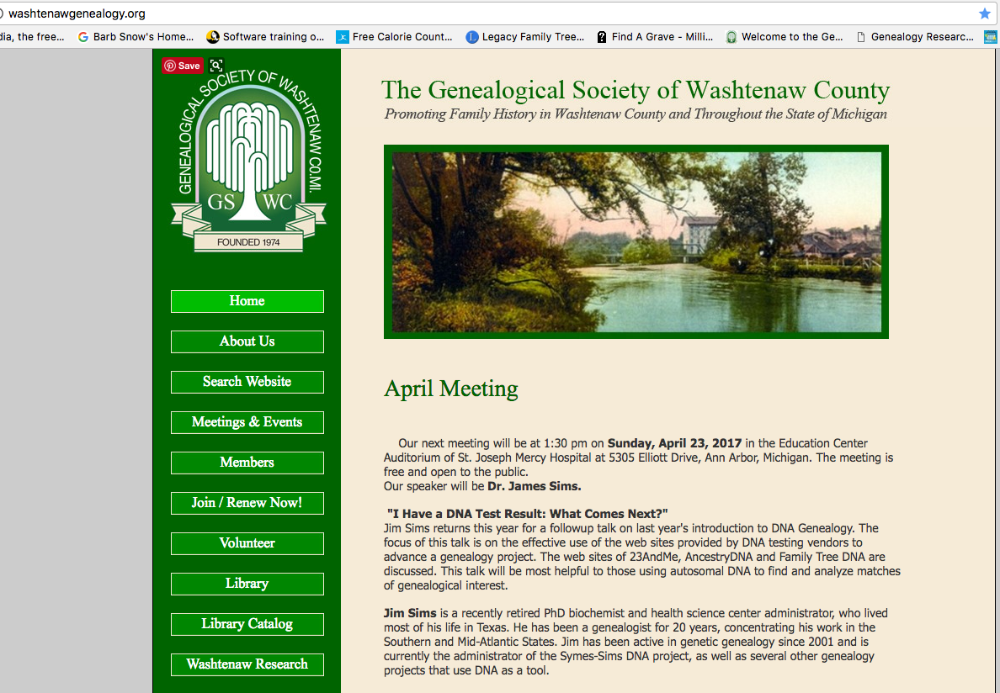 washtenawgenealogy.org
dia, the free...
Barb Snow's Home...
Software training o...
Free Calorie Count...
Legacy Family Tree...
Find A Grave - Milli...
Welcome to the Ge...
Genealogy Researc...
Save
GENEALOGICAL SOCIETY OF WASHTENAW CO.MI.
GS WC
FOUNDED 1974
Home
About Us
Search Website
Meetings & Events
Members
Join / Renew Now!
Volunteer
Library
Library Catalog
Washtenaw Research
The Genealogical Society of Washtenaw County
Promoting Family History in Washtenaw County and Throughout the State of Michigan
April Meeting
Our next meeting will be at 1:30 pm on Sunday, April 23, 2017 in the Education Center
Auditorium of St. Joseph Mercy Hospital at 5305 Elliott Drive, Ann Arbor, Michigan. The meeting is
free and open to the public.
Our speaker will be Dr. James Sims.
"I Have a DNA Test Result: What Comes Next?"
Jim Sims returns this year for a followup talk on last year's introduction to DNA Genealogy. The
focus of this talk is on the effective use of the web sites provided by DNA testing vendors to
advance a genealogy project. The web sites of 23AndMe, AncestryDNA and Family Tree DNA are
discussed. This talk will be most helpful to those using autosomal DNA to find and analyze matches
of genealogical interest.
Jim Sims is a recently retired PhD biochemist and health science center administrator, who lived
most of his life in Texas. He has been a genealogist for 20 years, concentrating his work in the
Southern and Mid-Atlantic States. Jim has been active in genetic genealogy since 2001 and is
currently the administrator of the Symes-Sims DNA project, as well as several other genealogy
projects that use DNA as a tool.